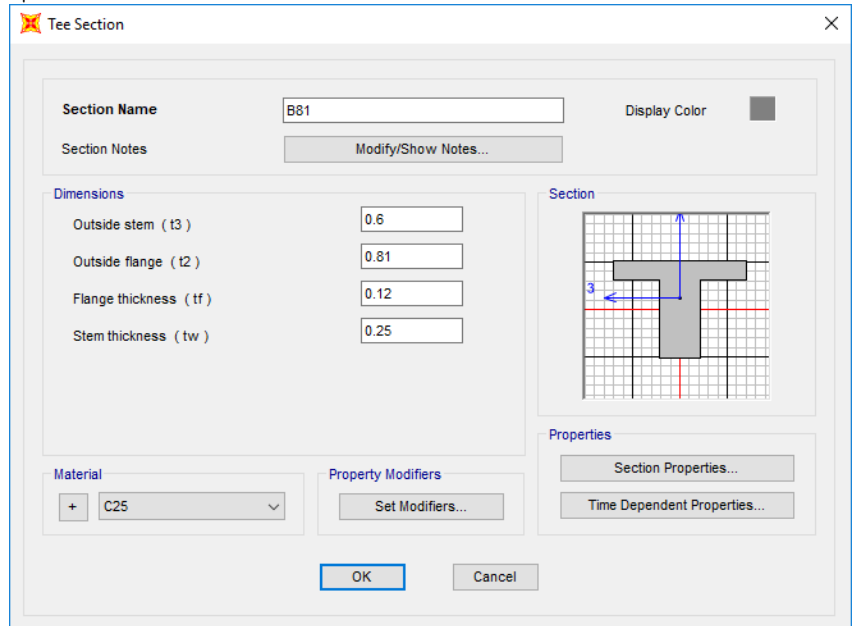 Tee Section
Section Name B81 Display Color
Section Notes Modify/Show Notes...
Dimensions
Outside stem ( t3 ) 0.6
Outside flange ( t2 ) 0.81
Flange thickness ( tf ) 0.12
Stem thickness ( tw ) 0.25
Section
3
Properties
Section Properties...
Time Dependent Properties...
Material
+ C25
Property Modifiers
Set Modifiers...
OK Cancel